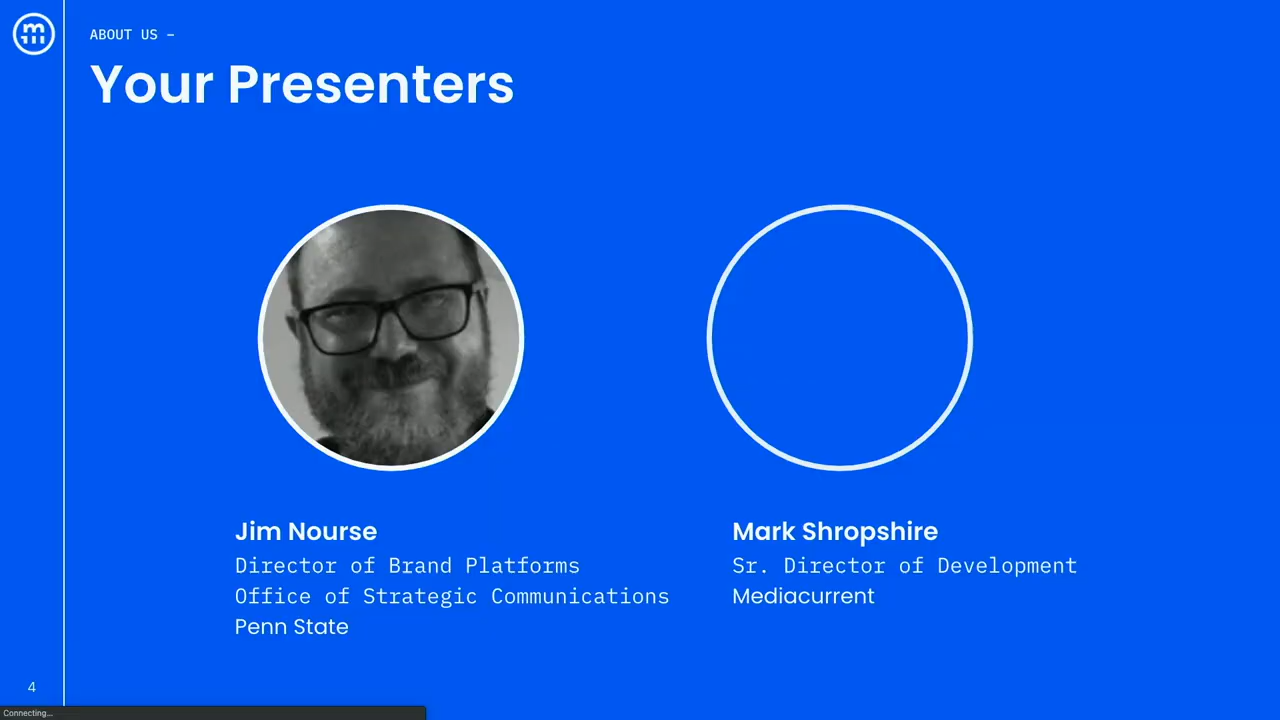 ABOUT US –
Your Presenters
Jim Nourse
Director of Brand Platforms
Office of Strategic Communications
Penn State
Mark Shropshire
Sr. Director of Development
Mediacurrent
4
Connecting...